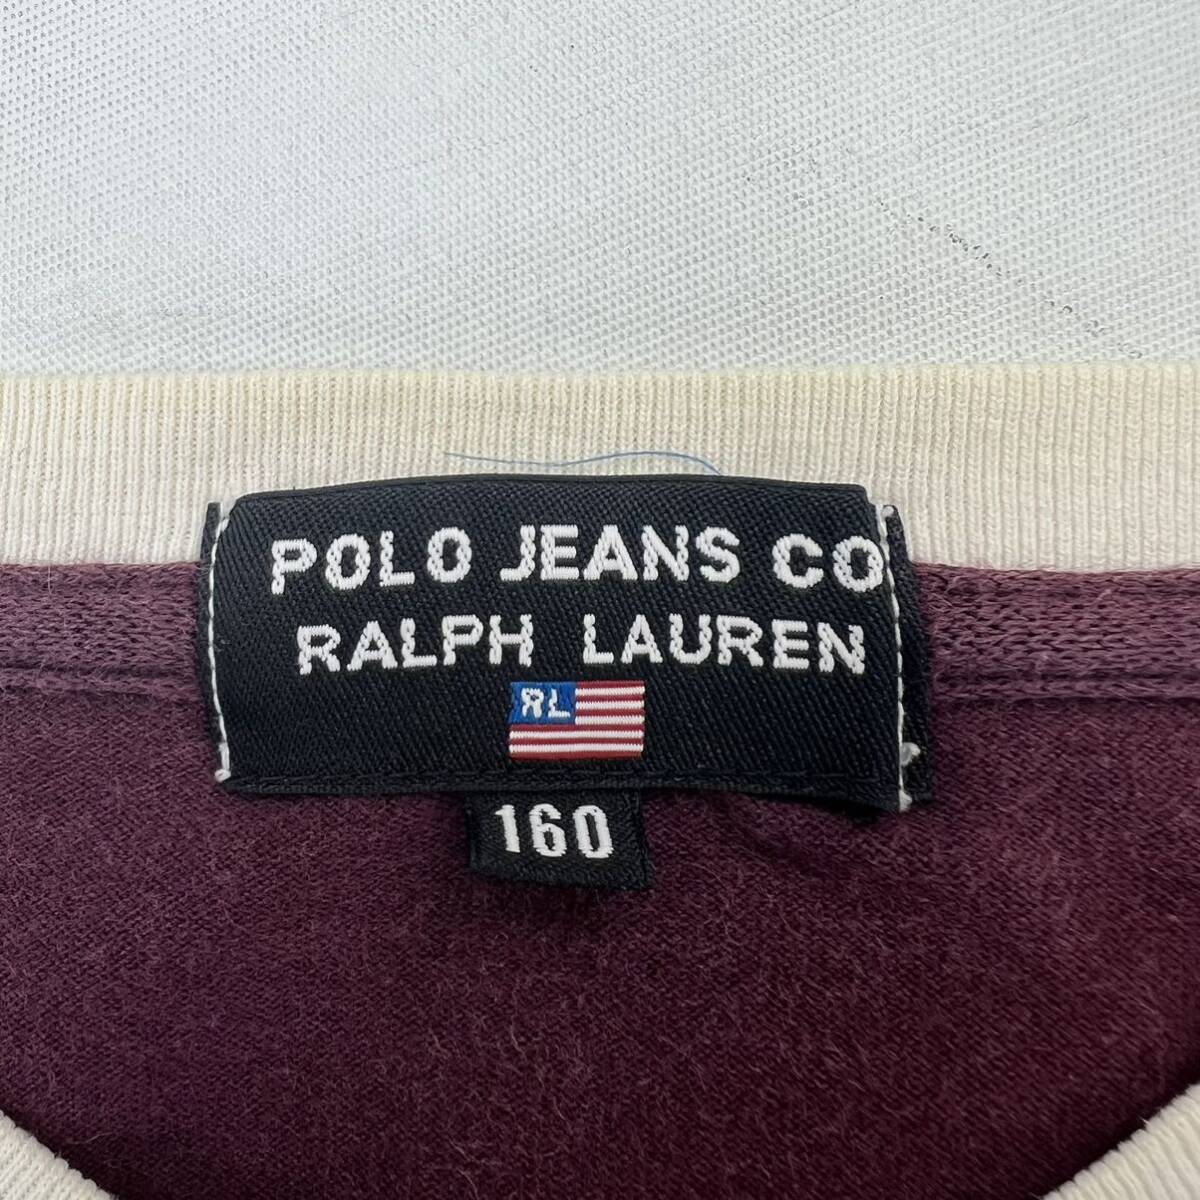 POLO JEANS CO
RALPH LAUREN
RL
160